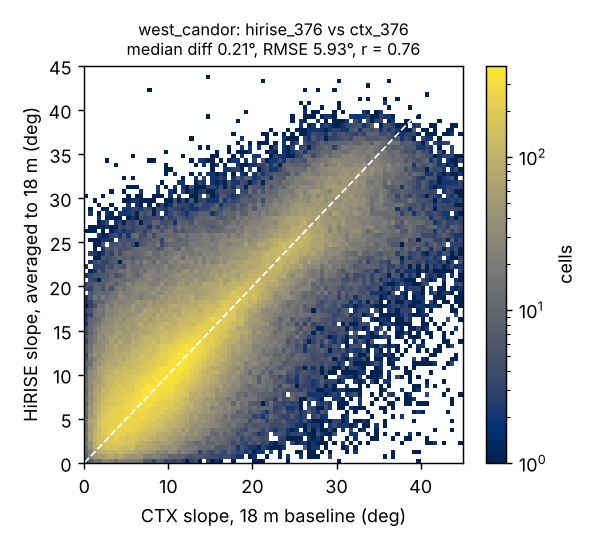 west_candor: hirise_376 vs ctx_376
median diff 0.21°, RMSE 5.93°, r = 0.76
HiRISE slope, averaged to 18 m (deg)
45
40
35
30
25
20
15
10
5
0
0 10 20 30 40
CTX slope, 18 m baseline (deg)
10²
10¹
10⁰
cells